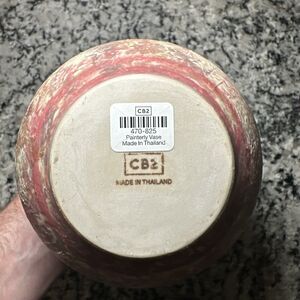 CB2
470-825
Painterly Vase
Made In Thailand
CB2
MADE IN THAILAND